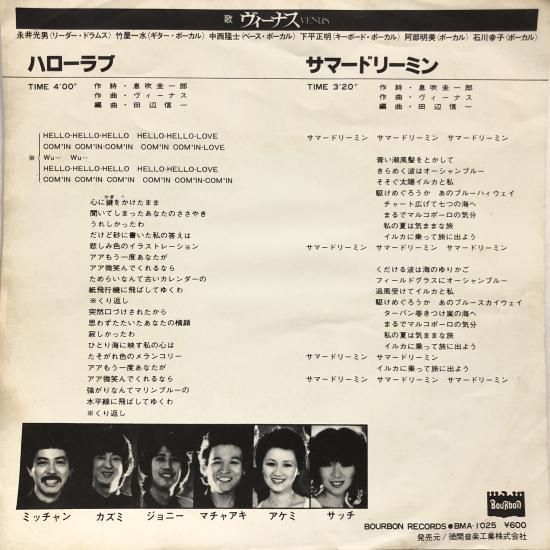 歌 ヴィーナス VENUS
永井光男(リーダー・ドラムス) 竹屋一水(ギター・ボーカル) 中西隆士(ベース・ボーカル) 下平正明(キーボード・ボーカル) 阿部明美(ボーカル) 石川幸子(ボーカル)
ハローラブ
TIME 4'00"
作詩・息吹圭一郎
作曲・ヴィーナス
編曲・田辺信一
HELLO-HELLO-HELLO HELLO-HELLO-LOVE
COM'IN COM'IN-COM'IN COM'IN COM'IN-LOVE
※ Wu— Wu—
HELLO-HELLO-HELLO HELLO-HELLO-LOVE
COM'IN COM'IN-COM'IN COM'IN COM'IN-COM'IN
心に鍵をかけたまま
聞いてしまったあなたのささやき
うれしかったわ
だけど砂に書いた私の答えは
悲しみ色のイラストレーション
アアもう一度あなたが
アア微笑んでくれるなら
ためらいなんて古いカレンダーの
紙飛行機に飛ばしてゆくわ
※くり返し
突然口づけされたから
思わずたたいたあなたの横顔
寂しかったわ
ひとり海に映す私の心は
たそがれ色のメランコリー
アアもう一度あなたが
アア微笑んでくれるなら
強がりなんてマリンブルーの
水平線に飛ばしてゆくわ
※くり返し
サマードリーミン
TIME 3'20"
作詩・息吹圭一郎
作曲・ヴィーナス
編曲・田辺信一
サマードリーミン サマードリーミン サマードリーミン
青い潮風髪をとかして
きらめく波はオーシャンブルー
そそぐ太陽イルカと私
駆けめぐろうか あのブルーハイウェイ
チャート広げて七つの海へ
まるでマルコポーロの気分
私の夏は気ままな旅
イルカに乗って旅に出よう
サマードリーミン サマードリーミン サマードリーミン
くだける波は海のゆりかご
フィールドグラスにオーシャンブルー
追風受けてイルカと私
駆けめぐろうか あのブルースカイウェイ
ターバン巻きつけ嵐の海へ
まるでマルコポーロの気分
私の夏は気ままな旅
イルカに乗って旅に出よう
サマードリーミン サマードリーミン
イルカに乗って旅に出よう
サマードリーミン サマードリーミン サマードリーミン
ミッチャン カズミ ジョニー マチャアキ アケミ サッチ
BOURBON
BOURBON RECORDS●BMA-1025 ¥600
発売元/徳間音楽工業株式会社